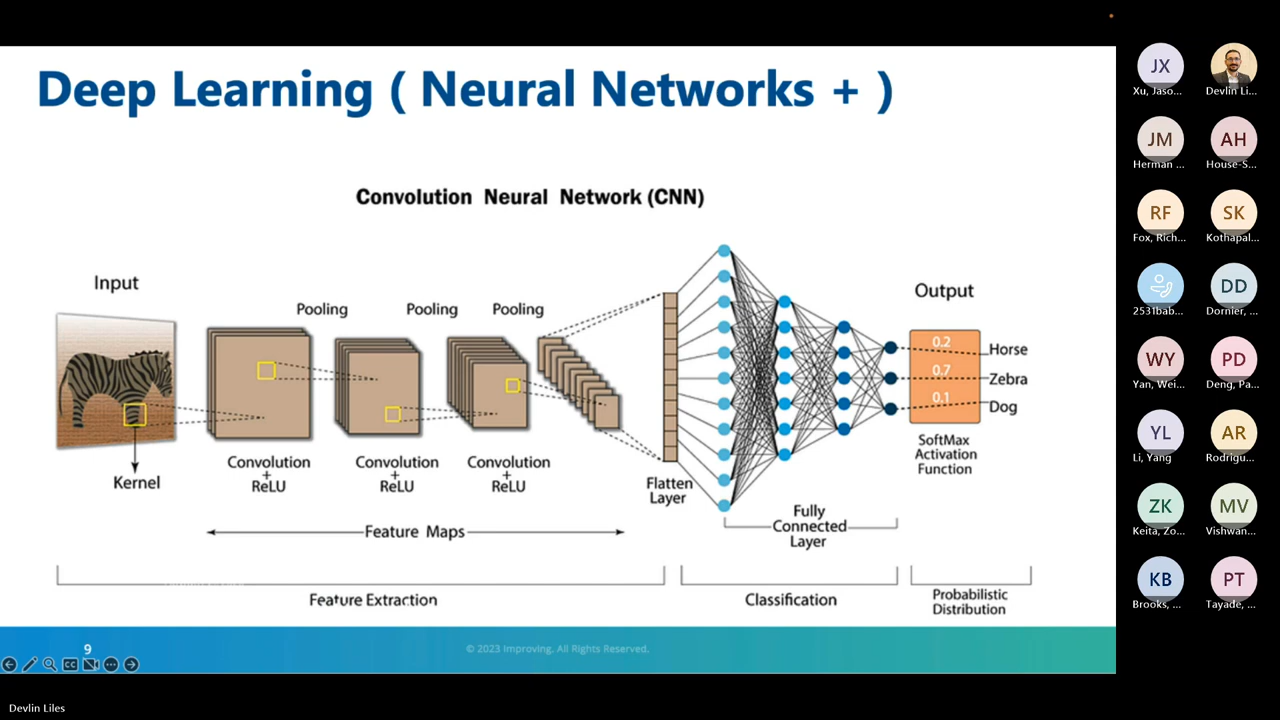 Deep Learning ( Neural Networks + )
Convolution Neural Network (CNN)
Input
Pooling
Pooling
Pooling
Output
0.2
Horse
0.7
Zebra
0.1
Dog
Kernel
Convolution
+
ReLU
Convolution
+
ReLU
Convolution
+
ReLU
Flatten
Layer
SoftMax
Activation
Function
Feature Maps
Fully
Connected
Layer
Feature Extraction
Classification
Probabilistic
Distribution
9
© 2023 Improving. All Rights Reserved.
CC
JX
Xu, Jaso...
Devlin Li...
JM
Herman ...
AH
House-S...
RF
Fox, Rich...
SK
Kothapal...
2531bab...
DD
Dornier, ...
WY
Yan, Wei...
PD
Deng, Pa...
YL
Li, Yang
AR
Rodrigu...
ZK
Keita, Zo...
MV
Vishwan...
KB
Brooks, ...
PT
Tayade, ...
Devlin Liles